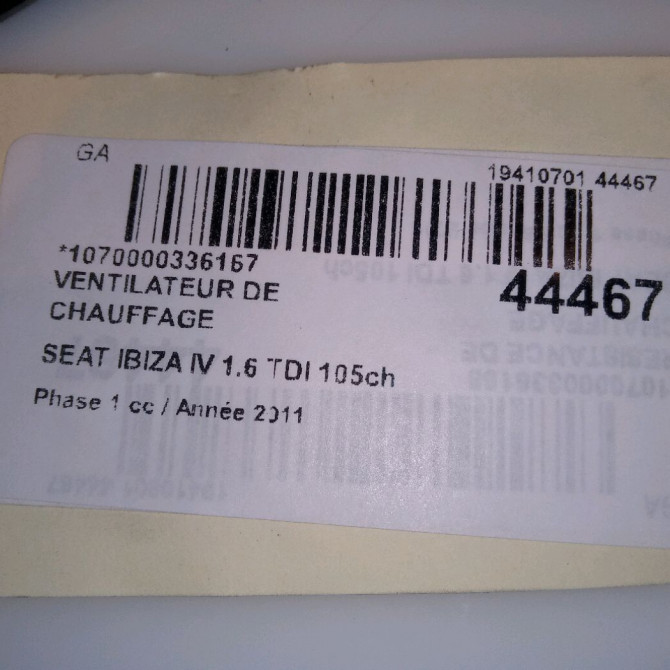 GA
19410701 44467
*1070000336167
44467
VENTILATEUR DE
CHAUFFAGE
SEAT IBIZA IV 1.6 TDI 105ch
Phase 1 cc / Année 2011